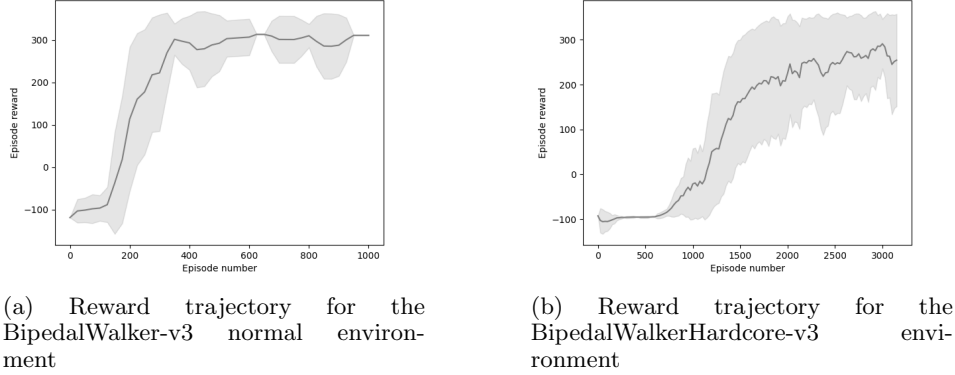 300
200
100
0
−100
Episode reward
0 200 400 600 800 1000
Episode number
(a) Reward trajectory for the
BipedalWalker-v3 normal environ-
ment
300
200
100
0
−100
Episode reward
0 500 1000 1500 2000 2500 3000
Episode number
(b) Reward trajectory for the
BipedalWalkerHardcore-v3 envi-
ronment